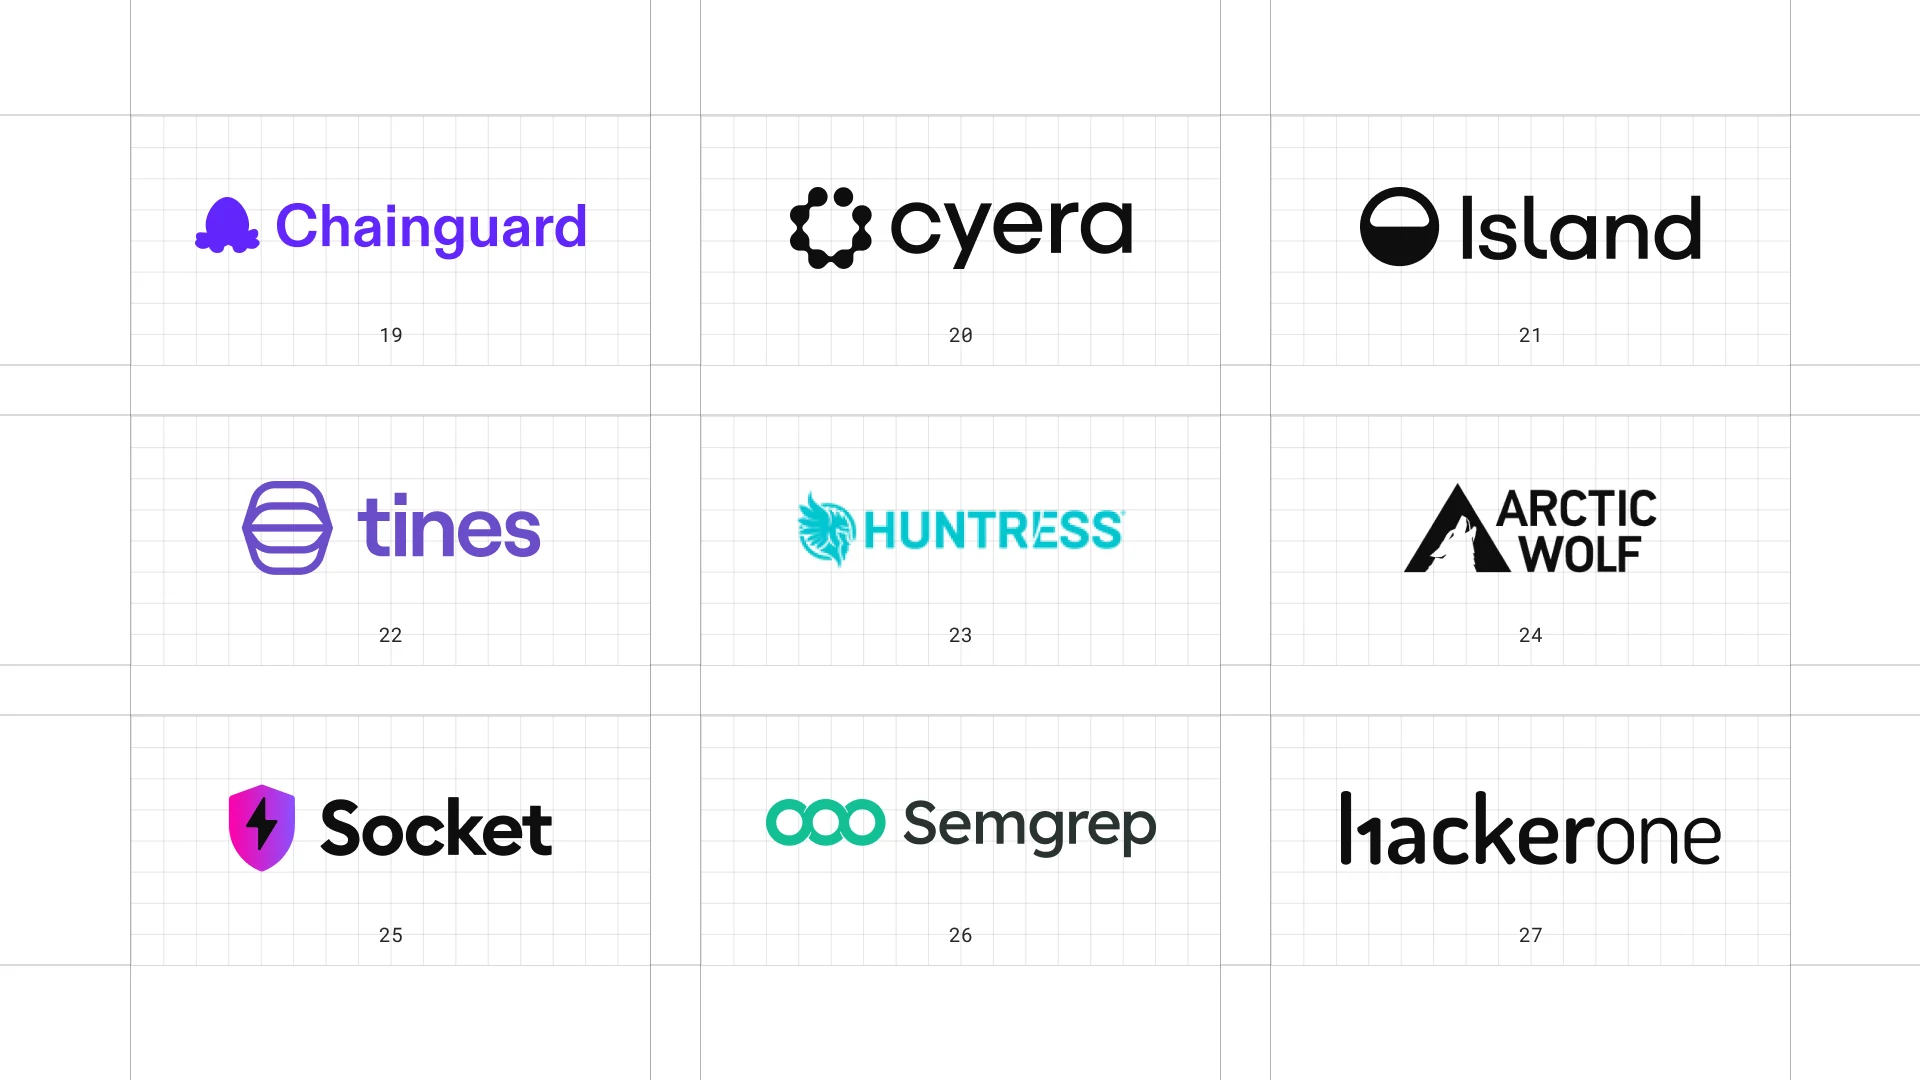 Chainguard
cyera
Island
19
20
21
tines
HUNTRESS
ARCTIC
WOLF
22
23
24
Socket
Semgrep
hackerone
25
26
27